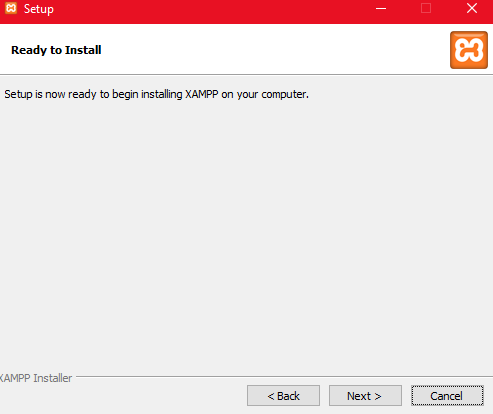 Setup
Ready to Install
Setup is now ready to begin installing XAMPP on your computer.
XAMPP Installer
< Back
Next >
Cancel